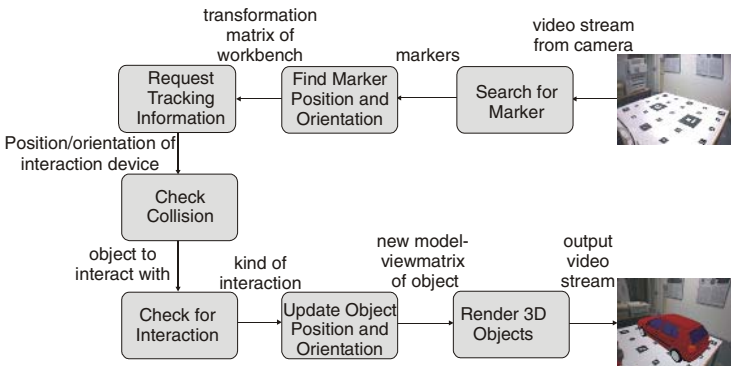 transformation
matrix of
workbench
markers
video stream
from camera
Request
Tracking
Information
Find Marker
Position and
Orientation
Search for
Marker
Position/orientation of
interaction device
Check
Collision
object to
interact with
kind of
interaction
new model-
viewmatrix
of object
output
video
stream
Check for
Interaction
Update Object
Position and
Orientation
Render 3D
Objects